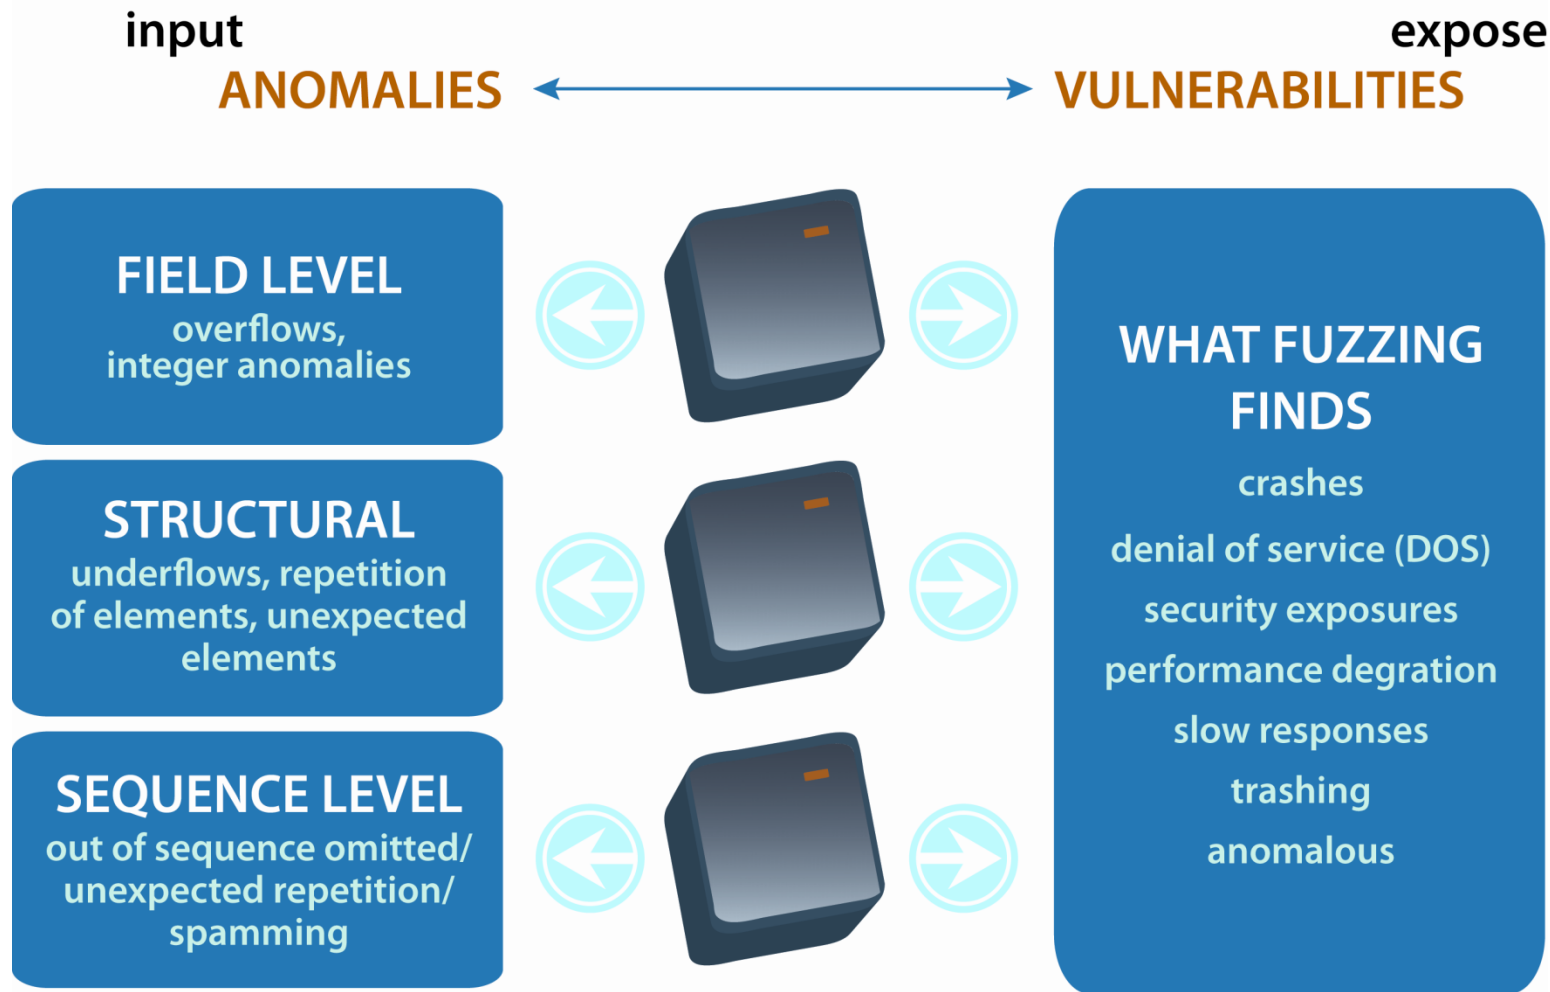 input
ANOMALIES
expose
VULNERABILITIES
FIELD LEVEL
overflows,
integer anomalies
STRUCTURAL
underflows, repetition
of elements, unexpected
elements
SEQUENCE LEVEL
out of sequence omitted/
unexpected repetition/
spamming
WHAT FUZZING
FINDS
crashes
denial of service (DOS)
security exposures
performance degration
slow responses
trashing
anomalous